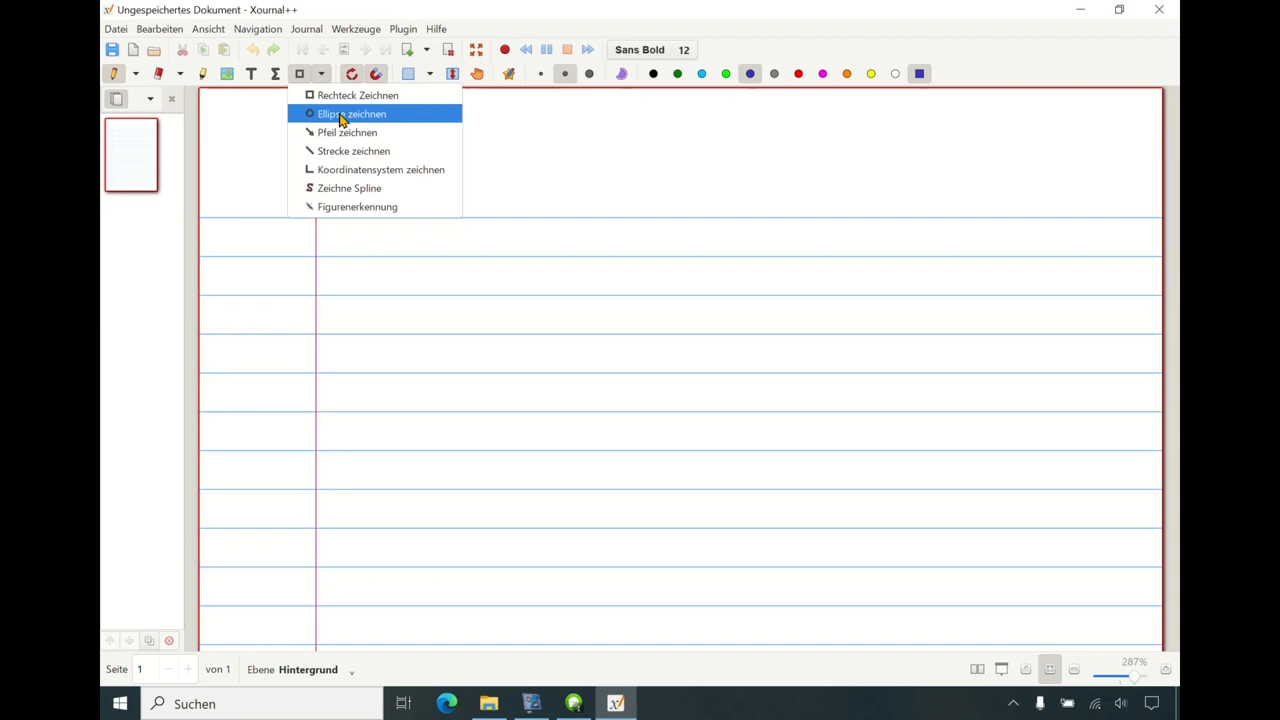 Ungespeichertes Dokument - Xournal++
Datei Bearbeiten Ansicht Navigation Journal Werkzeuge Plugin Hilfe
Sans Bold 12
Rechteck Zeichnen
Ellipse zeichnen
Pfeil zeichnen
Strecke zeichnen
Koordinatensystem zeichnen
Zeichne Spline
Figurenerkennung
Seite 1 von 1 Ebene Hintergrund 287%
Suchen